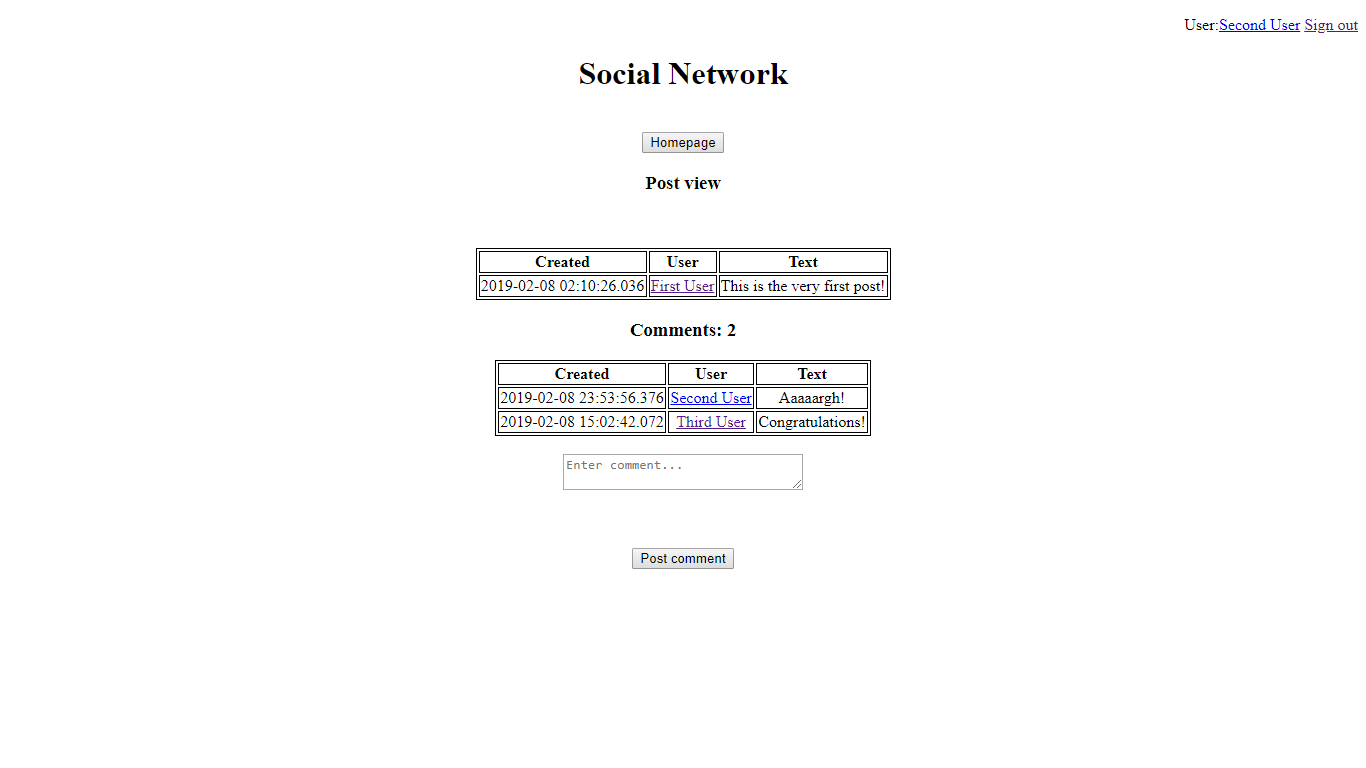 User:Second User Sign out
Social Network
Homepage
Post view
Created User Text
2019-02-08 02:10:26.036 First User This is the very first post!
Comments: 2
Created User Text
2019-02-08 23:53:56.376 Second User Aaaaargh!
2019-02-08 15:02:42.072 Third User Congratulations!
Enter comment...
Post comment